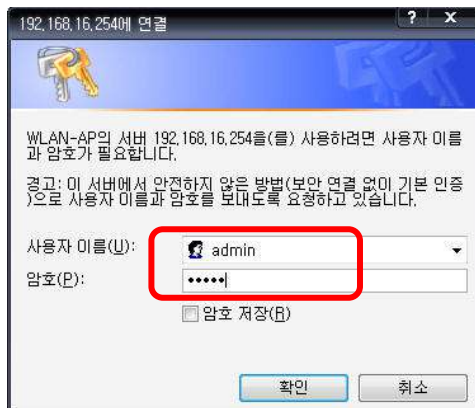 192,168,16,254에 연결
WLAN-AP의 서버 192,168,16,254을(를) 사용하려면 사용자 이름
과 암호가 필요합니다.
경고: 이 서버에서 안전하지 않은 방법(보안 연결 없이 기본 인증
)으로 사용자 이름과 암호를 보내도록 요청하고 있습니다.
사용자 이름(U): admin
암호(P): •••••
암호 저장(R)
확인 취소